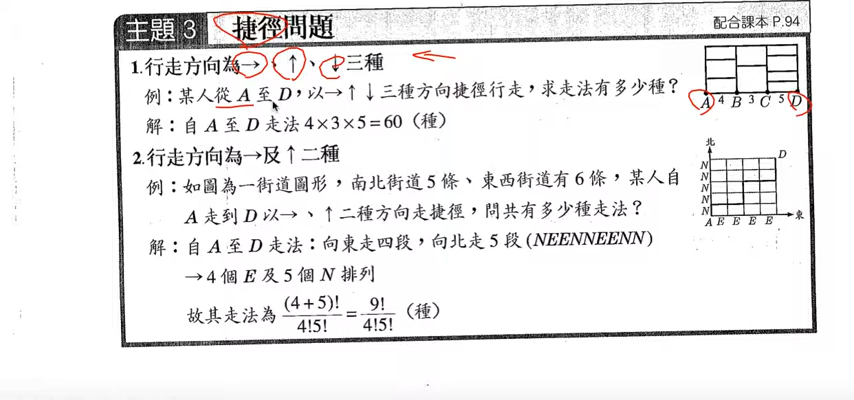 主題 3 捷徑問題 配合課本 P.94
1.行走方向為→、↑、↓三種
例：某人從 A 至 D，以→↑↓三種方向捷徑行走，求走法有多少種？
A 4 B 3 C 5 D
解：自 A 至 D 走法 4×3×5=60（種）
2.行走方向為→及↑二種
例：如圖為一街道圖形，南北街道 5 條、東西街道有 6 條，某人自
A 走到 D 以→、↑二種方向走捷徑，問共有多少種走法？
解：自 A 至 D 走法：向東走四段，向北走 5 段 (NEENNEENN)
→4 個 E 及 5 個 N 排列
故其走法為 (4+5)!/4!5! = 9!/4!5!（種）
北
D
N
N
N
N
N
A E E E E 東